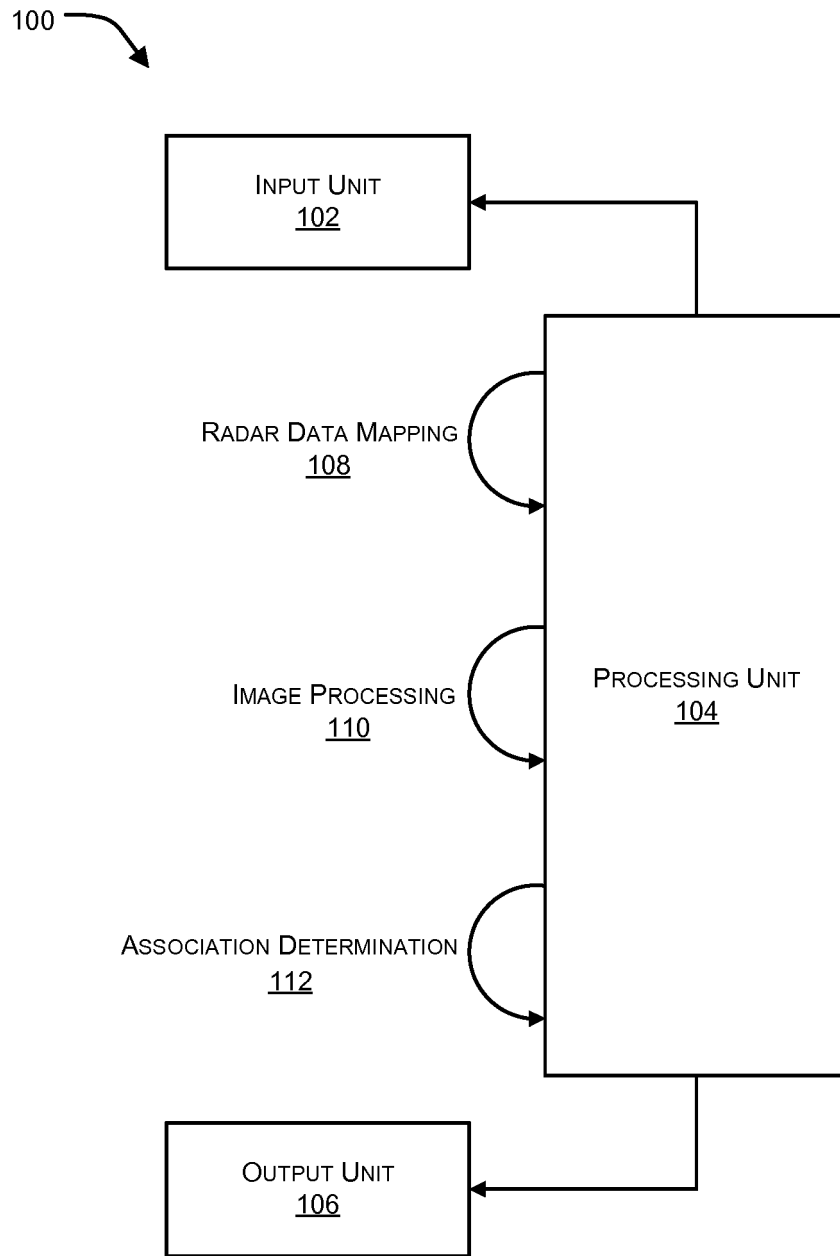 100
INPUT UNIT
102
RADAR DATA MAPPING
108
IMAGE PROCESSING
110
PROCESSING UNIT
104
ASSOCIATION DETERMINATION
112
OUTPUT UNIT
106